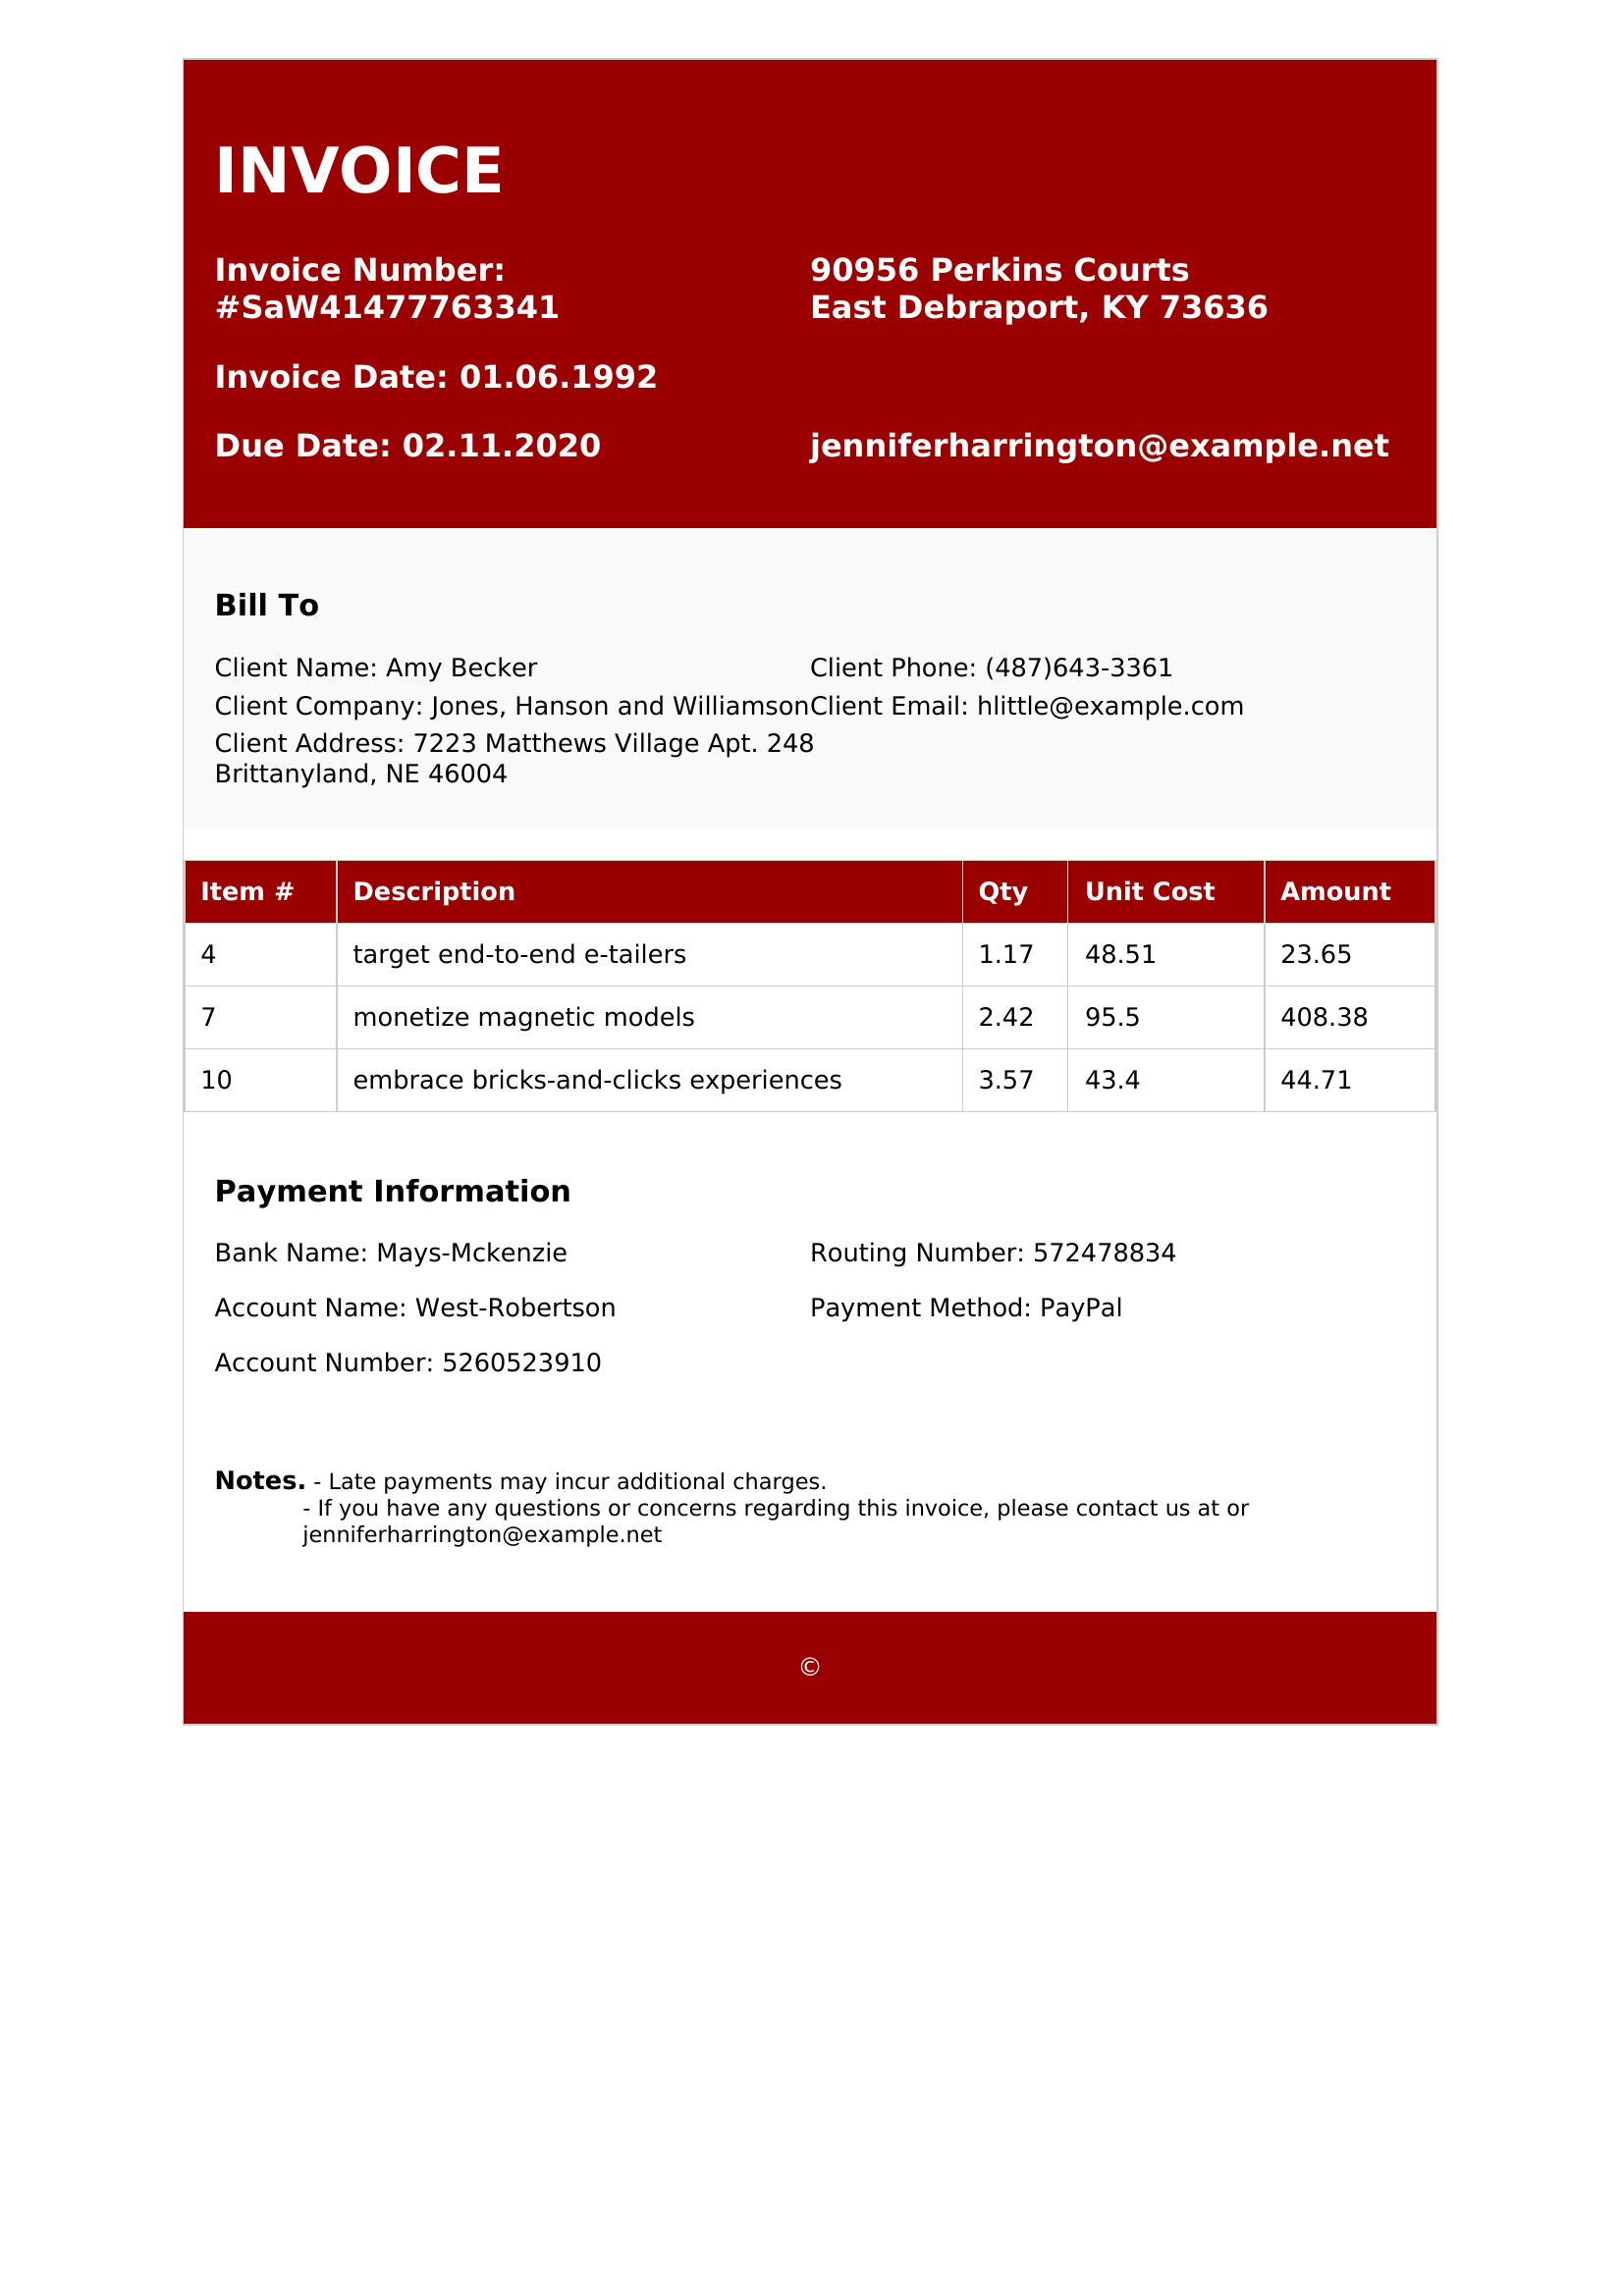 INVOICE
Invoice Number:
#SaW41477763341
90956 Perkins Courts
East Debraport, KY 73636
Invoice Date: 01.06.1992
Due Date: 02.11.2020
jenniferharrington@example.net
Bill To
Client Name: Amy Becker
Client Phone: (487)643-3361
Client Company: Jones, Hanson and Williamson
Client Email: hlittle@example.com
Client Address: 7223 Matthews Village Apt. 248
Brittanyland, NE 46004
Item # Description Qty Unit Cost Amount
4 target end-to-end e-tailers 1.17 48.51 23.65
7 monetize magnetic models 2.42 95.5 408.38
10 embrace bricks-and-clicks experiences 3.57 43.4 44.71
Payment Information
Bank Name: Mays-Mckenzie
Routing Number: 572478834
Account Name: West-Robertson
Payment Method: PayPal
Account Number: 5260523910
Notes. - Late payments may incur additional charges.
- If you have any questions or concerns regarding this invoice, please contact us at or
jenniferharrington@example.net
©